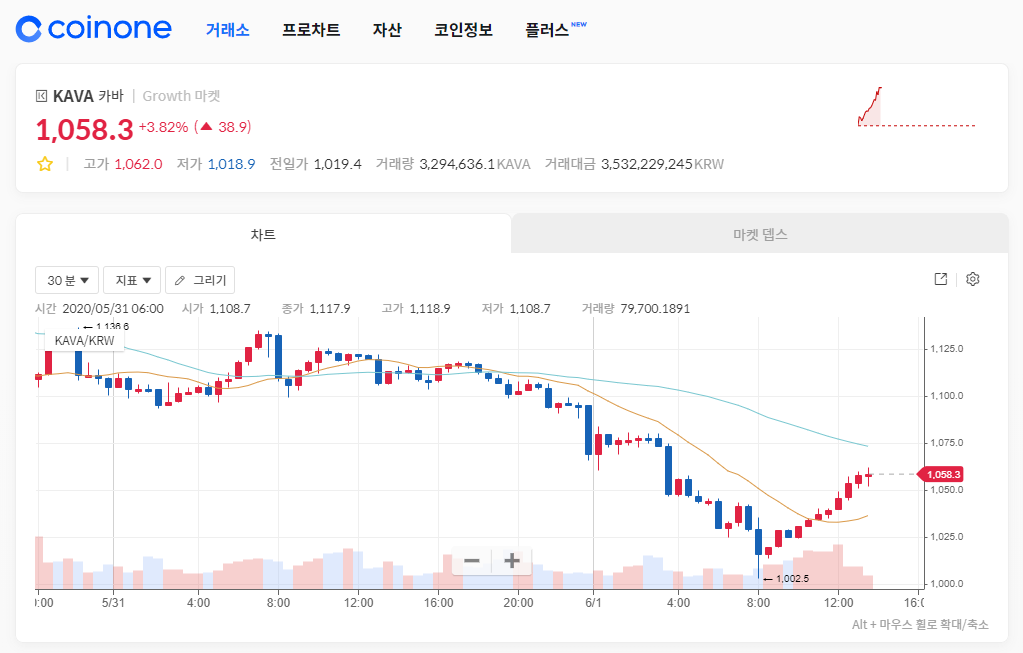 coinone 거래소 프로차트 자산 코인정보 플러스 NEW
KAVA 카바 | Growth 마켓
1,058.3 +3.82% (▲ 38.9)
고가 1,062.0 저가 1,018.9 전일가 1,019.4 거래량 3,294,636.1 KAVA 거래대금 3,532,229,245 KRW
차트 마켓 뎁스
30 분 ▼ 지표 ▼ 그리기
시간 2020/05/31 06:00 시가 1,108.7 종가 1,117.9 고가 1,118.9 저가 1,108.7 거래량 79,700.1891
← 1,136.6
KAVA/KRW
1,125.0
1,100.0
1,075.0
1,058.3
1,050.0
1,025.0
← 1,002.5
1,000.0
:00 5/31 4:00 8:00 12:00 16:00 20:00 6/1 4:00 8:00 12:00 16:0
Alt + 마우스 휠로 확대/축소